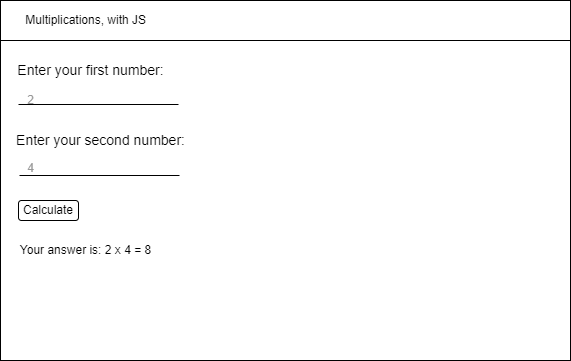 Multiplications, with JS
Enter your first number:
2
Enter your second number:
4
Calculate
Your answer is: 2 x 4 = 8